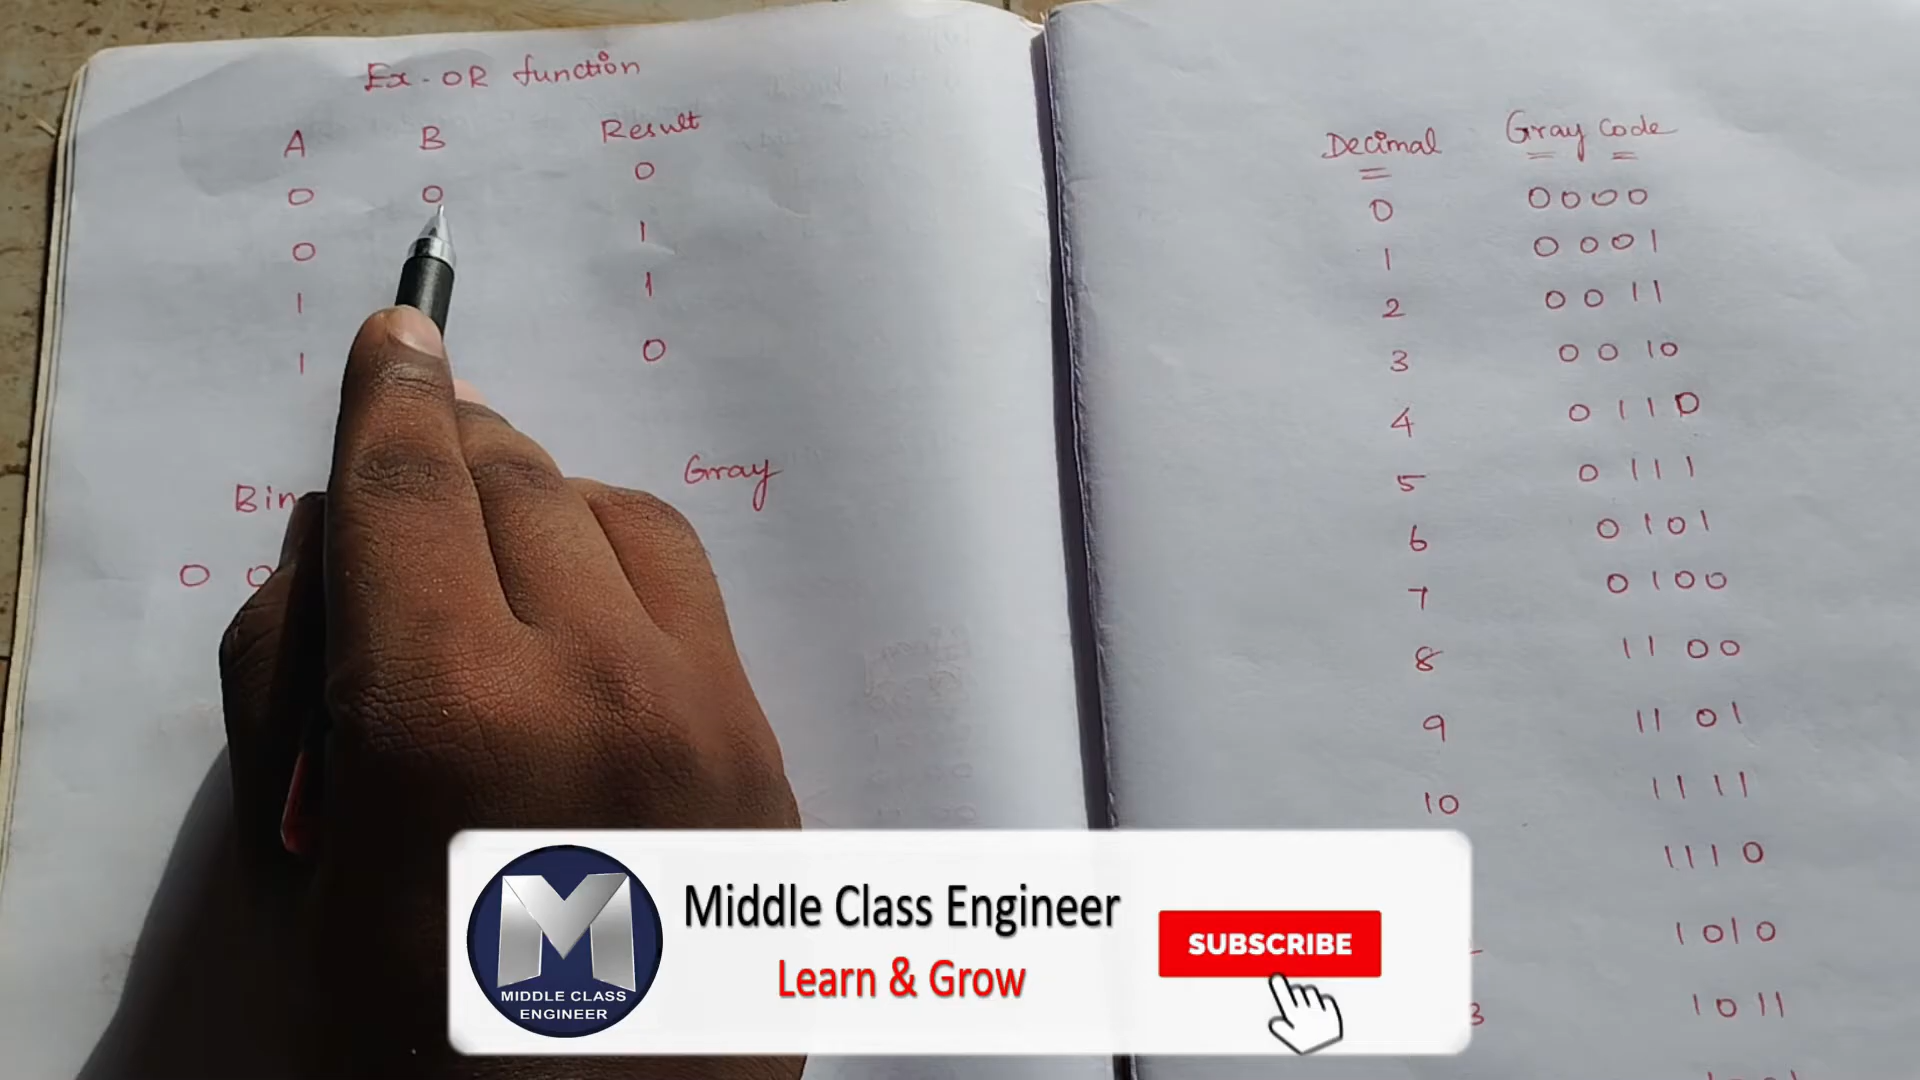 Ex-OR function
A B Result
0 0 0
0 1
1 1
1 0
Gray
0 0
Decimal Gray Code
0 0000
1 0001
2 0011
3 0010
4 0110
5 0111
6 0101
7 0100
8 1100
9 1101
10 1111
1110
1010
3 1011
Middle Class Engineer
Learn & Grow
SUBSCRIBE
MIDDLE CLASS
ENGINEER